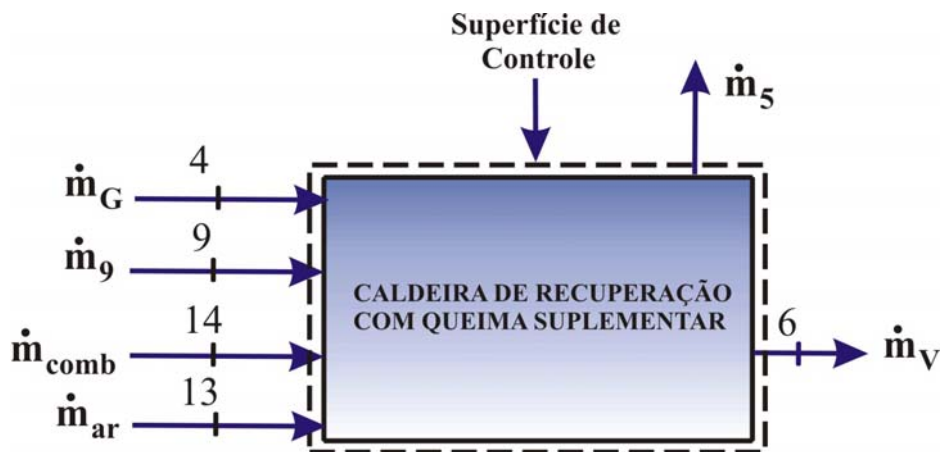 Superfície de
Controle
ṁ5
4
ṁG
9
ṁ9
14
ṁcomb
13
ṁar
CALDEIRA DE RECUPERAÇÃO
COM QUEIMA SUPLEMENTAR
6
ṁV